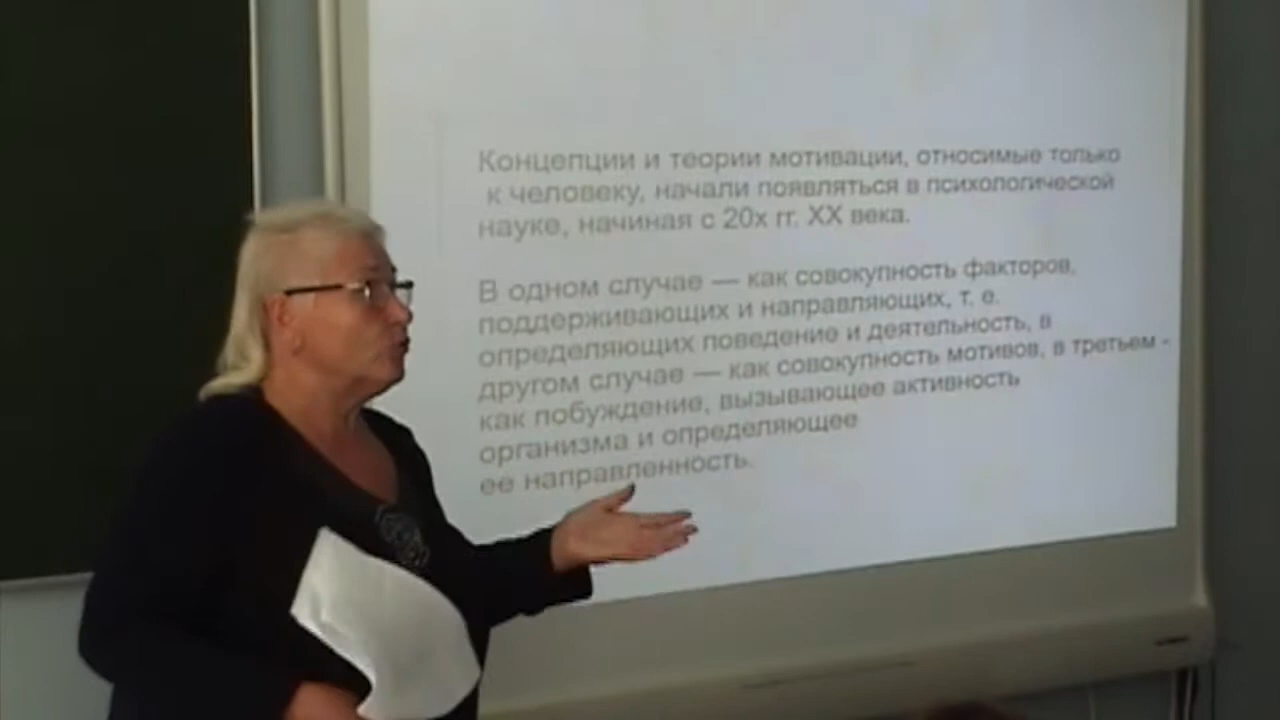 Концепции и теории мотивации, относимые только
к человеку, начали появляться в психологической
науке, начиная с 20х гг. XX века.
В одном случае — как совокупность факторов,
поддерживающих и направляющих, т. е.
определяющих поведение и деятельность, в
другом случае — как совокупность мотивов, в третьем -
как побуждение, вызывающее активность
организма и определяющее
ее направленность.